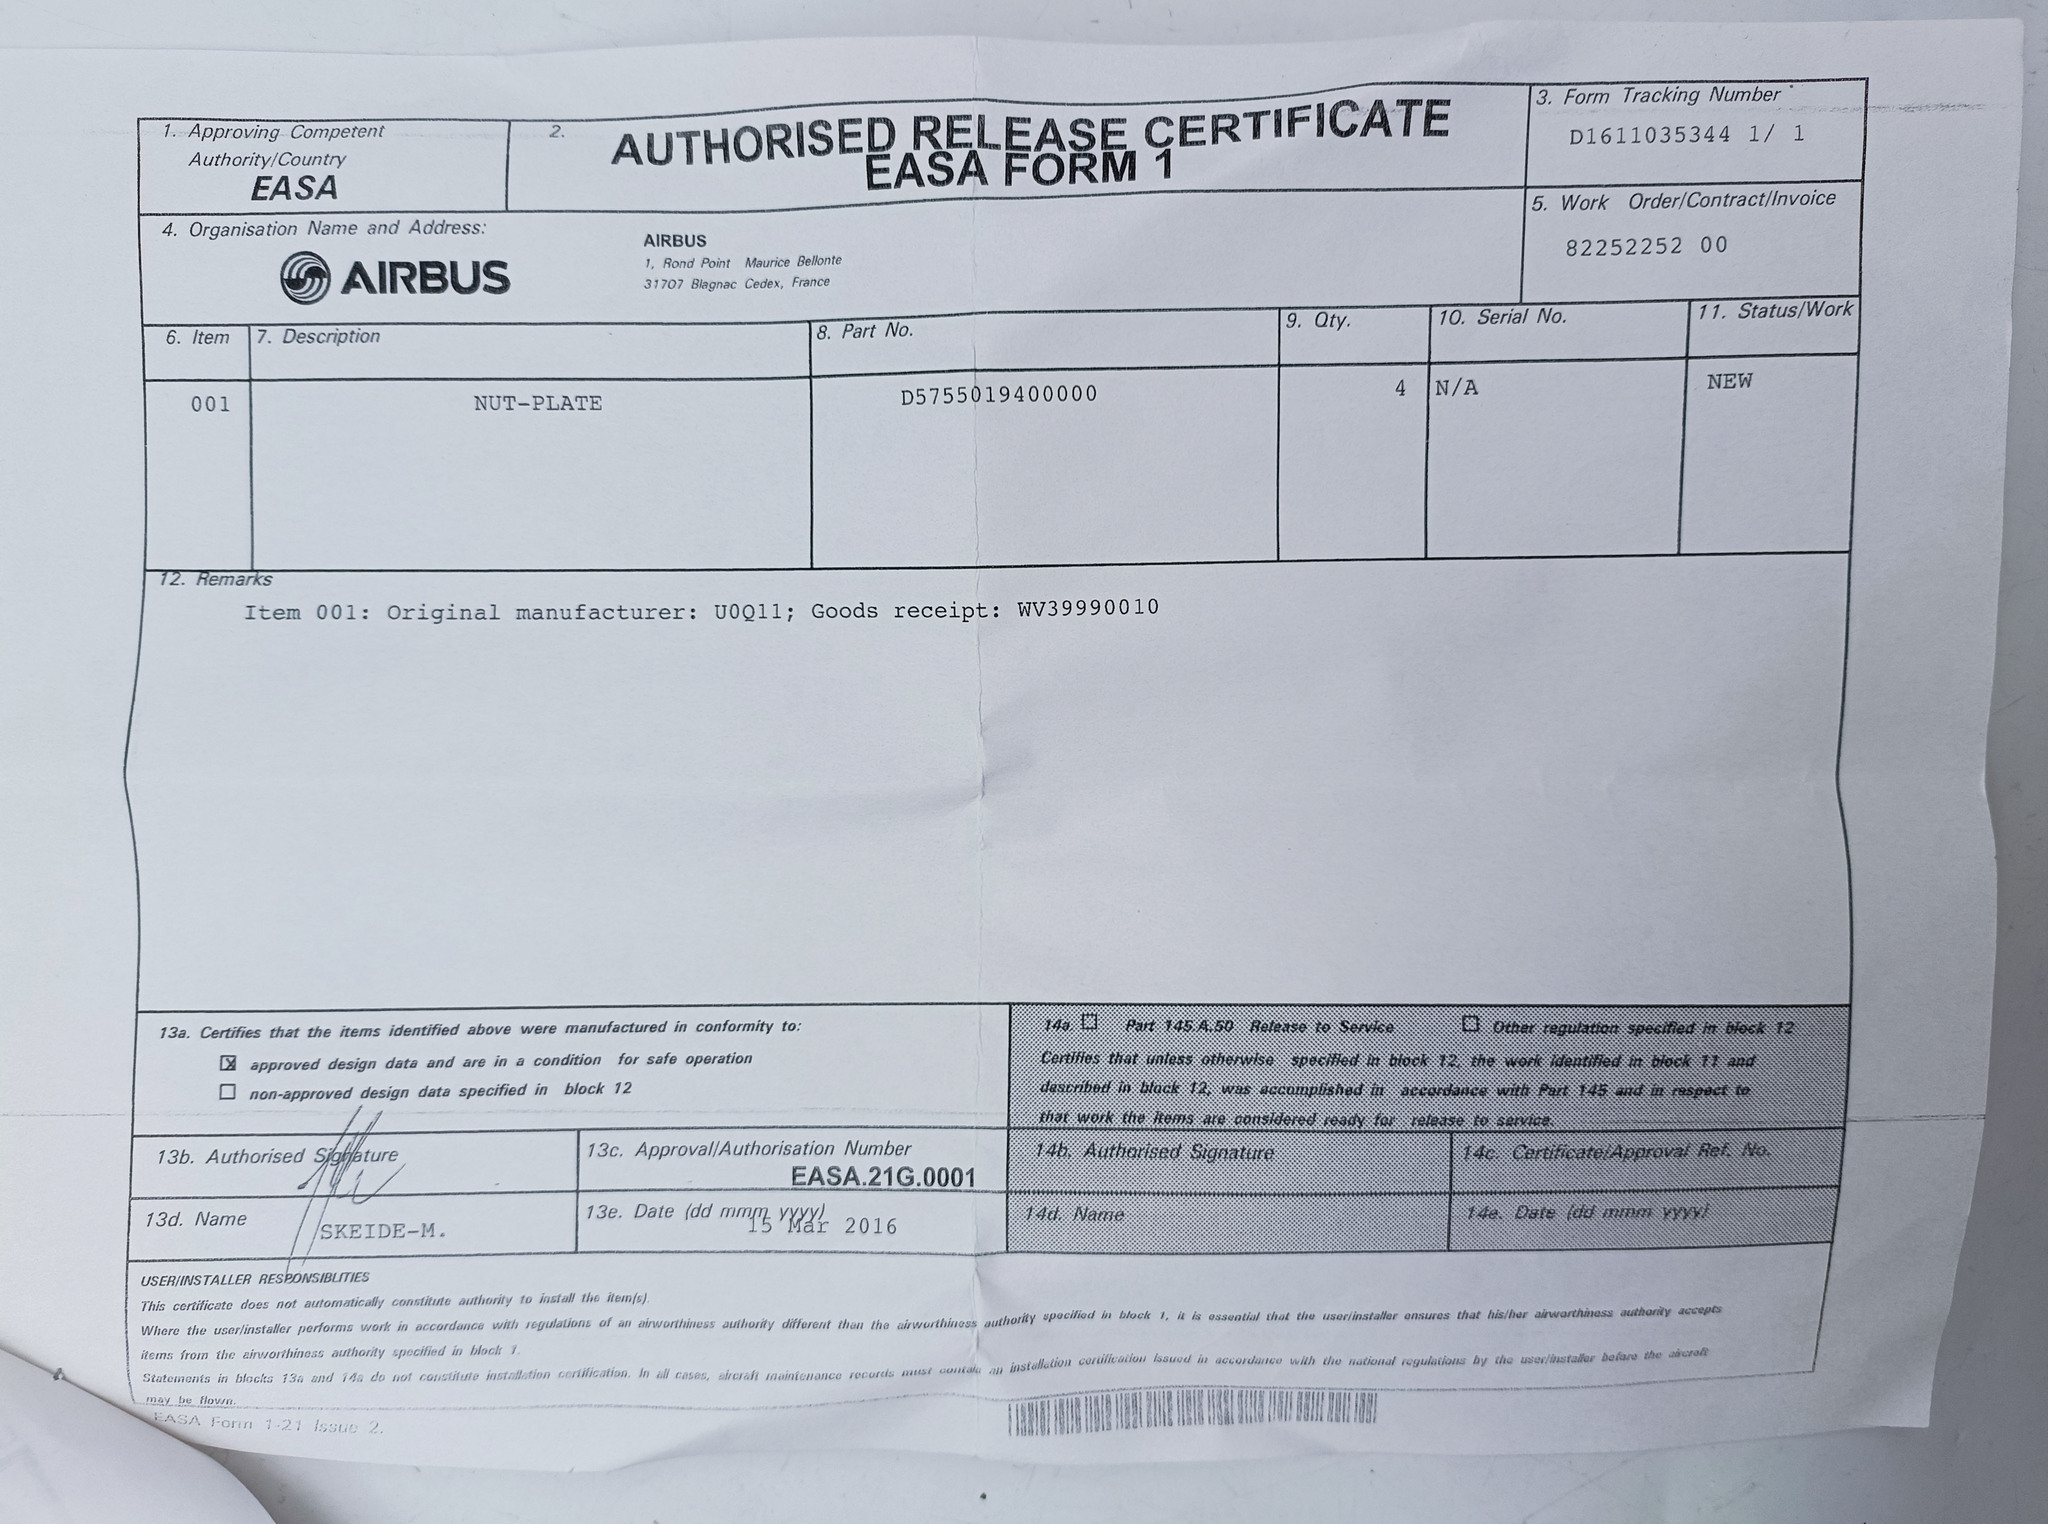 1. Approving Competent
Authority/Country
EASA
2.
AUTHORISED RELEASE CERTIFICATE
EASA FORM 1
3. Form Tracking Number
D1611035344 1/ 1
4. Organisation Name and Address:
AIRBUS
AIRBUS
1, Rond Point Maurice Bellonte
31707 Blagnac Cedex, France
5. Work Order/Contract/Invoice
82252252 00
6. Item
7. Description
8. Part No.
9. Qty.
10. Serial No.
11. Status/Work
001
NUT-PLATE
D5755019400000
4
N/A
NEW
12. Remarks
Item 001: Original manufacturer: U0Q11; Goods receipt: WV39990010
13a. Certifies that the items identified above were manufactured in conformity to:
approved design data and are in a condition for safe operation
non-approved design data specified in block 12
14a. Part 145.A.50 Release to Service Other regulation specified in block 12
Certifies that unless otherwise specified in block 12, the work identified in block 11 and
described in block 12, was accomplished in accordance with Part 145 and in respect to
that work the items are considered ready for release to service.
13b. Authorised Signature
13c. Approval/Authorisation Number
EASA.21G.0001
14b. Authorised Signature
14c. Certificate/Approval Ref. No.
13d. Name
SKEIDE-M.
13e. Date (dd mmm yyyy)
15 Mar 2016
14d. Name
14e. Date (dd mmm yyyy)
USER/INSTALLER RESPONSIBLITIES
This certificate does not automatically constitute authority to install the item(s).
Where the user/installer performs work in accordance with regulations of an airworthiness authority different than the airworthiness authority specified in block 1, it is essential that the user/installer ensures that his/her airworthiness authority accepts
items from the airworthiness authority specified in block 1.
Statements in blocks 13a and 14a do not constitute installation certification. In all cases, aircraft maintenance records must contain an installation certification issued in accordance with the national regulations by the user/installer before the aircraft
may be flown.
EASA Form 1-21 Issue 2.